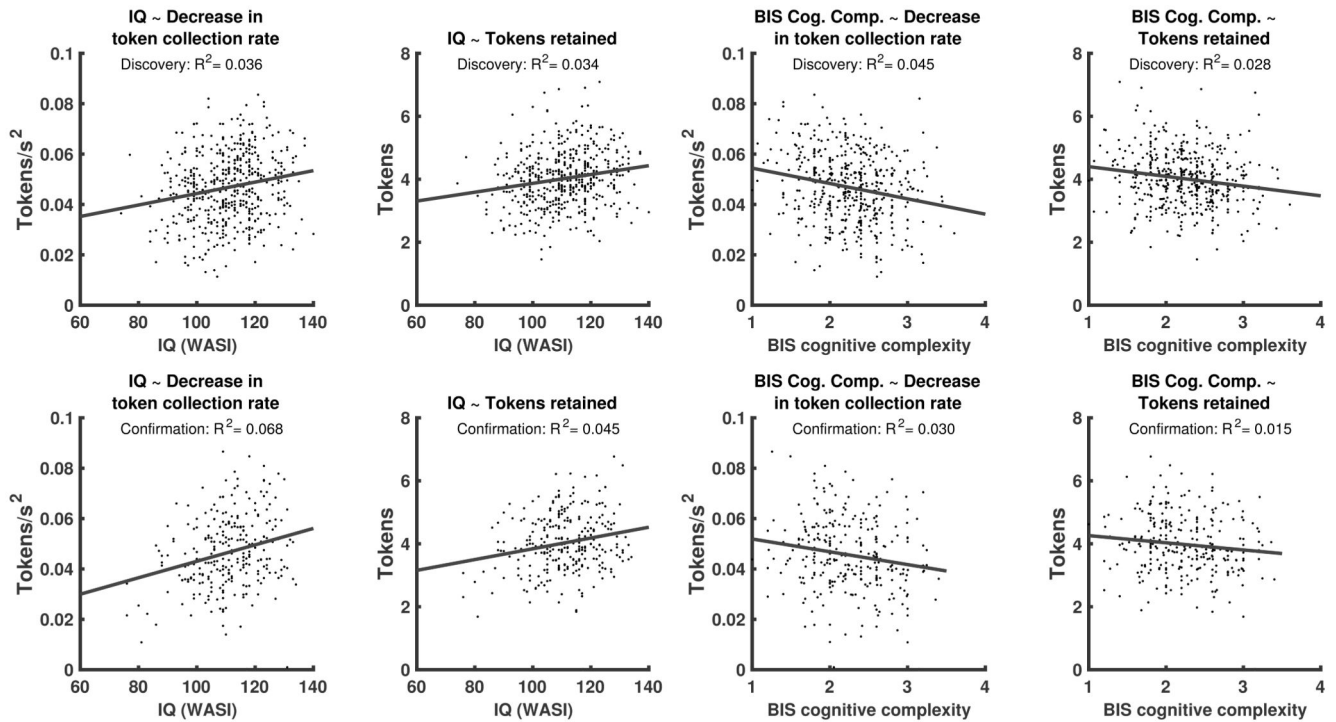 IQ ~ Decrease in
token collection rate
Discovery: R²= 0.036
0.1
0.08
0.06
0.04
0.02
0
Tokens/s²
60 80 100 120 140
IQ (WASI)
IQ ~ Tokens retained
Discovery: R²= 0.034
8
6
4
2
0
Tokens
60 80 100 120 140
IQ (WASI)
BIS Cog. Comp. ~ Decrease
in token collection rate
Discovery: R²= 0.045
0.1
0.08
0.06
0.04
0.02
0
Tokens/s²
1 2 3 4
BIS cognitive complexity
BIS Cog. Comp. ~
Tokens retained
Discovery: R²= 0.028
8
6
4
2
0
Tokens
1 2 3 4
BIS cognitive complexity
IQ ~ Decrease in
token collection rate
Confirmation: R²= 0.068
0.1
0.08
0.06
0.04
0.02
0
Tokens/s²
60 80 100 120 140
IQ (WASI)
IQ ~ Tokens retained
Confirmation: R²= 0.045
8
6
4
2
0
Tokens
60 80 100 120 140
IQ (WASI)
BIS Cog. Comp. ~ Decrease
in token collection rate
Confirmation: R²= 0.030
0.1
0.08
0.06
0.04
0.02
0
Tokens/s²
1 2 3 4
BIS cognitive complexity
BIS Cog. Comp. ~
Tokens retained
Confirmation: R²= 0.015
8
6
4
2
0
Tokens
1 2 3 4
BIS cognitive complexity